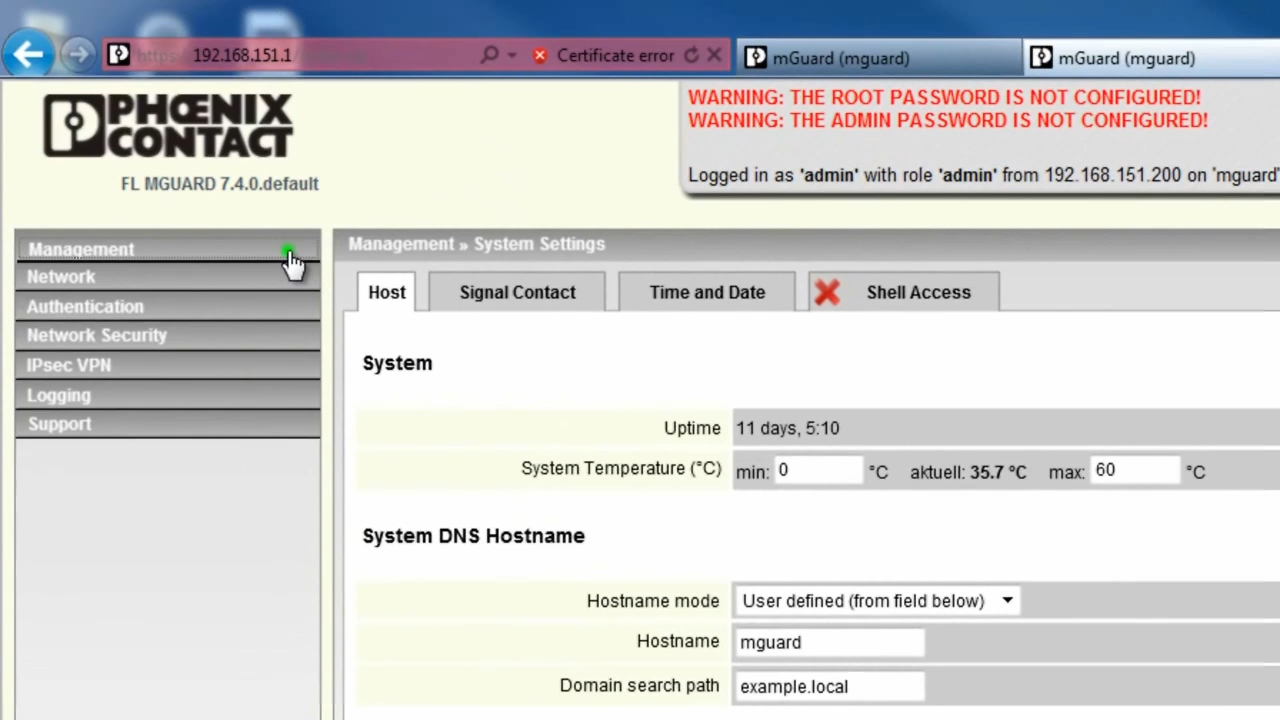 https 192.168.151.1/ Certificate error mGuard (mguard) mGuard (mguard)
PHŒNIX
CONTACT
FL MGUARD 7.4.0.default
WARNING: THE ROOT PASSWORD IS NOT CONFIGURED!
WARNING: THE ADMIN PASSWORD IS NOT CONFIGURED!
Logged in as 'admin' with role 'admin' from 192.168.151.200 on 'mguard'
Management
Network
Authentication
Network Security
IPsec VPN
Logging
Support
Management » System Settings
Host Signal Contact Time and Date Shell Access
System
Uptime 11 days, 5:10
System Temperature (°C) min: 0 °C aktuell: 35.7 °C max: 60 °C
System DNS Hostname
Hostname mode User defined (from field below)
Hostname mguard
Domain search path example.local